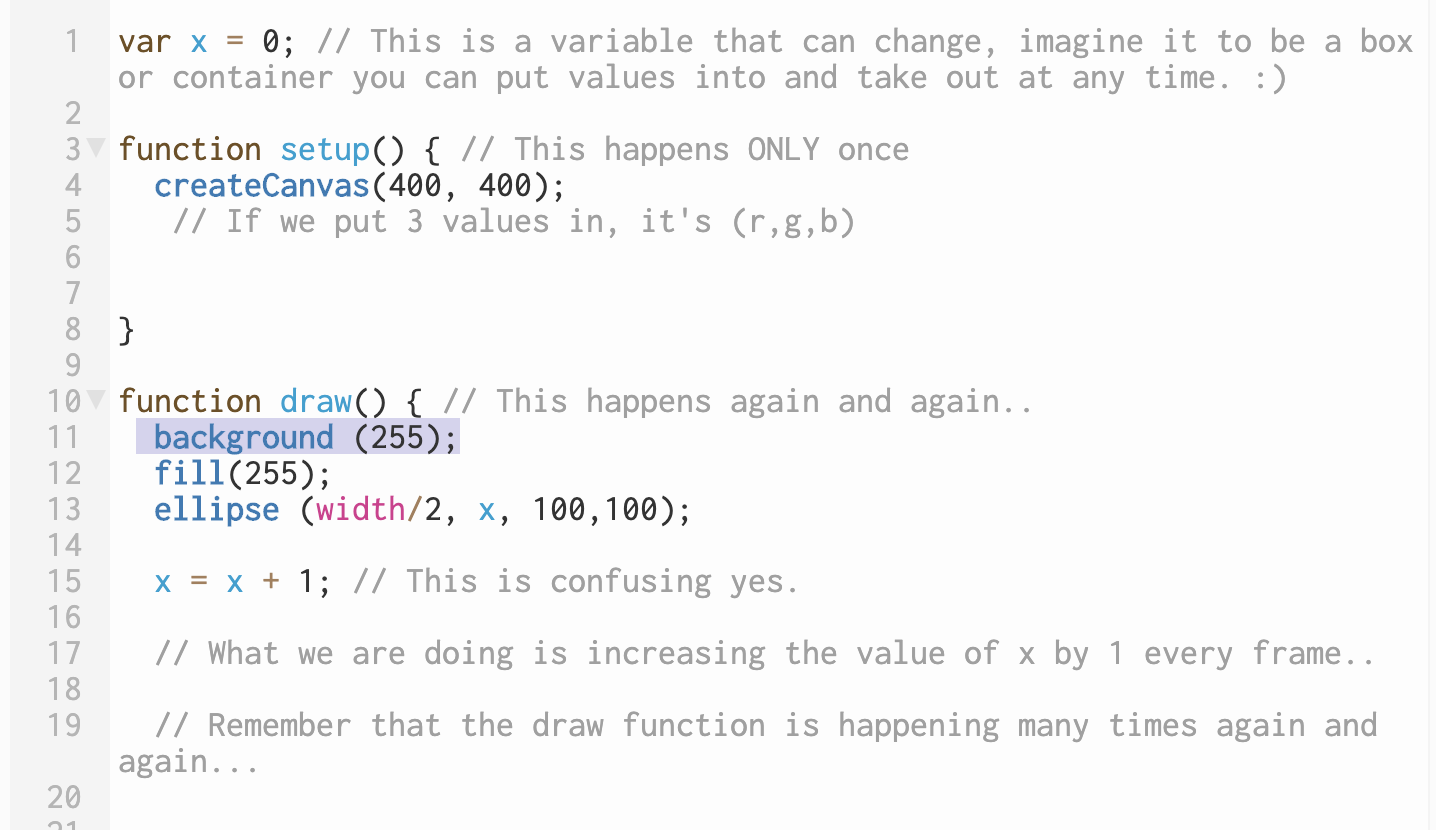 1 var x = 0; // This is a variable that can change, imagine it to be a box
or container you can put values into and take out at any time. :)
2
3 function setup() { // This happens ONLY once
4 createCanvas(400, 400);
5 // If we put 3 values in, it's (r,g,b)
6
7
8 }
9
10 function draw() { // This happens again and again..
11 background (255);
12 fill(255);
13 ellipse (width/2, x, 100,100);
14
15 x = x + 1; // This is confusing yes.
16
17 // What we are doing is increasing the value of x by 1 every frame..
18
19 // Remember that the draw function is happening many times again and
again...
20
21